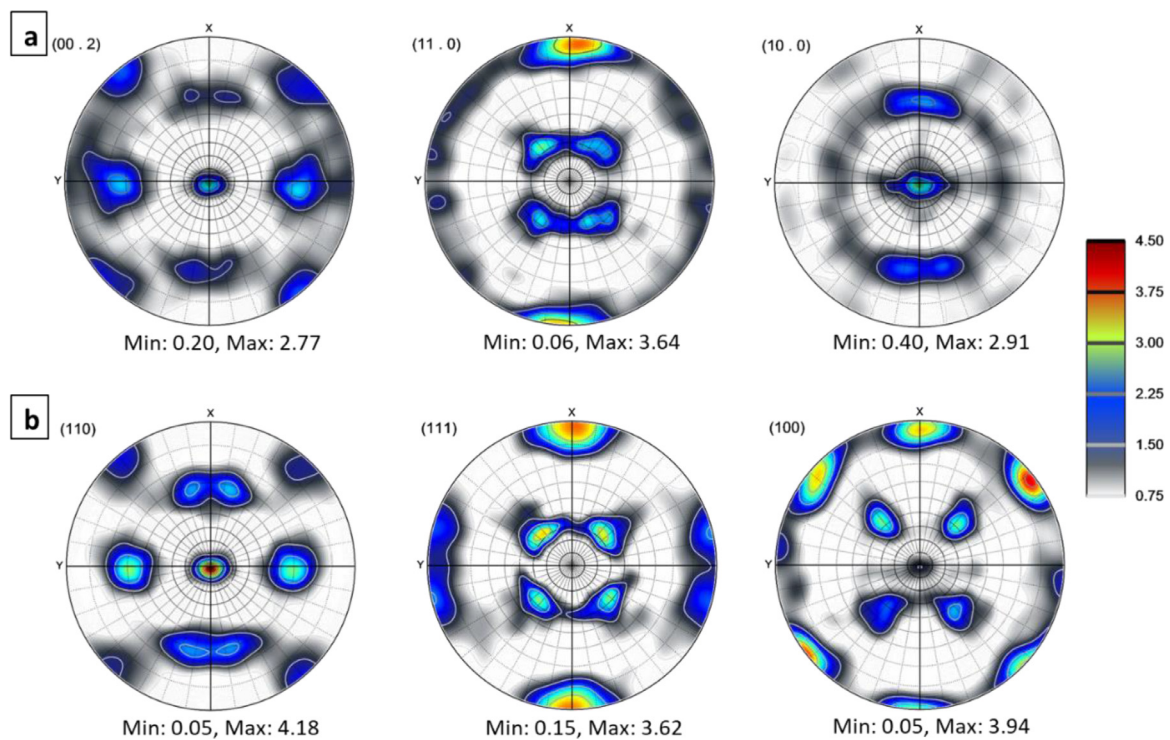 a
(00 . 2)
X
Y
Min: 0.20, Max: 2.77
(11 . 0)
X
Y
Min: 0.06, Max: 3.64
(10 . 0)
X
Y
Min: 0.40, Max: 2.91
4.50
3.75
3.00
2.25
1.50
0.75
b
(110)
X
Y
Min: 0.05, Max: 4.18
(111)
X
Y
Min: 0.15, Max: 3.62
(100)
X
Y
Min: 0.05, Max: 3.94